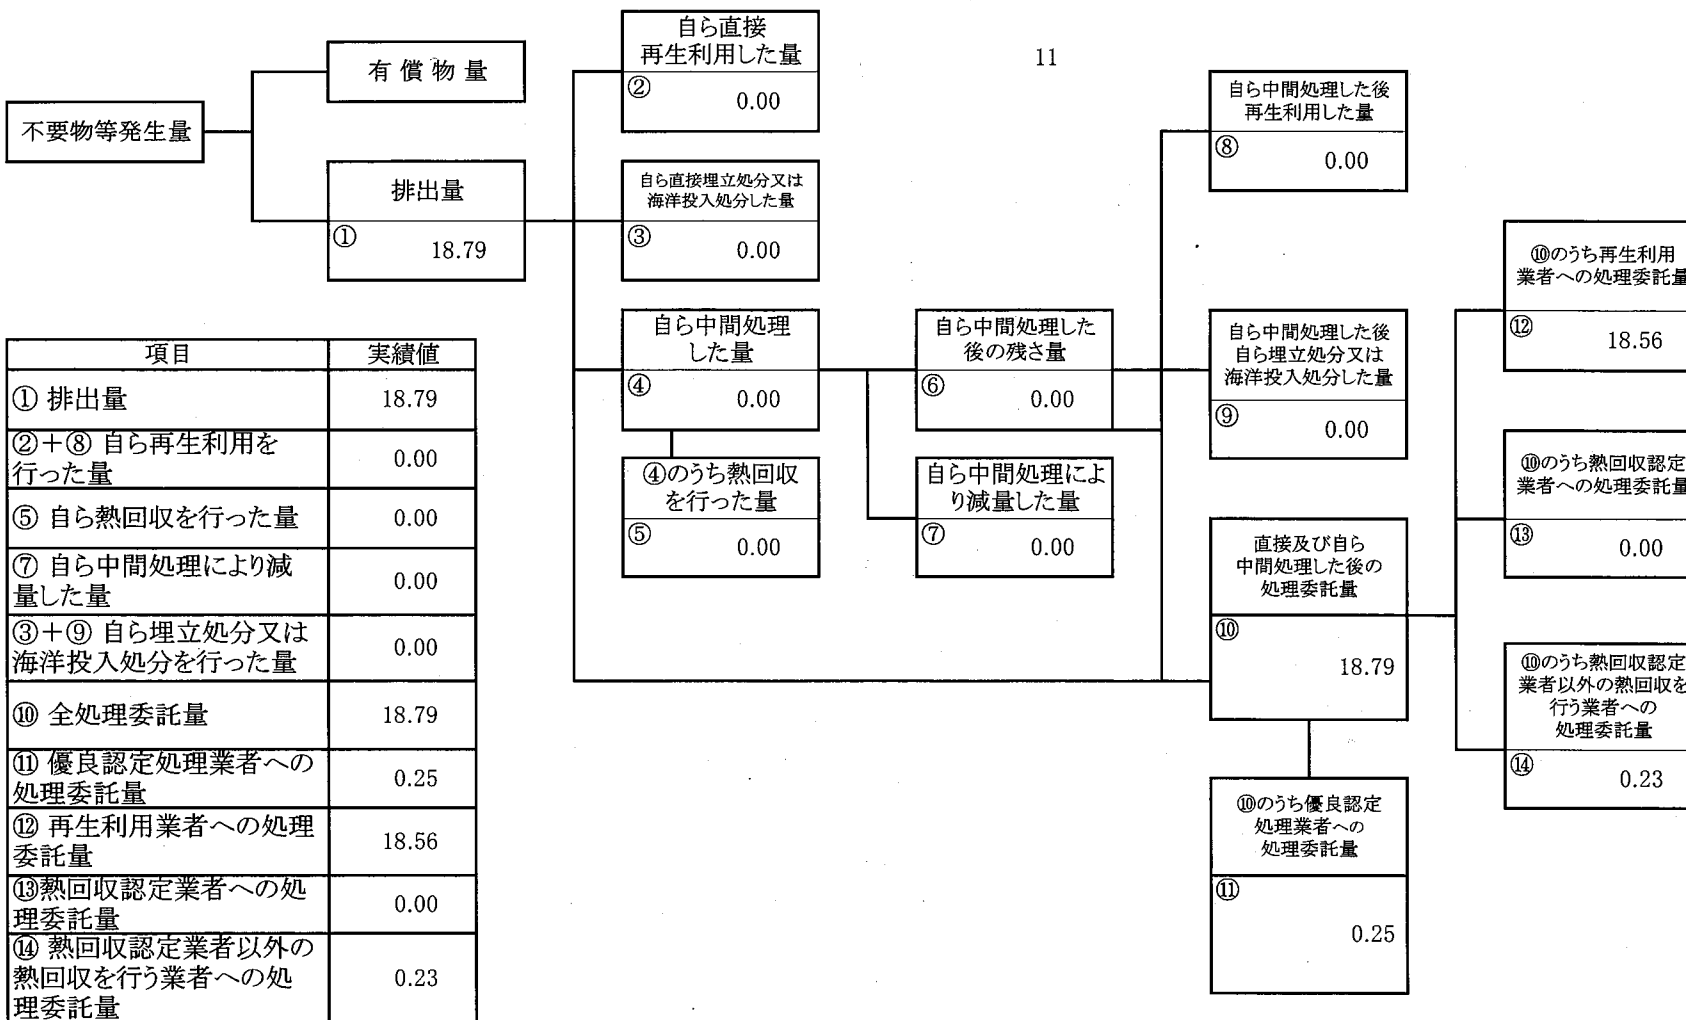 11
不要物等発生量
有償物量
排出量
①
18.79
自ら直接
再生利用した量
②
0.00
自ら直接埋立処分又は
海洋投入処分した量
③
0.00
自ら中間処理
した量
④
0.00
④のうち熱回収
を行った量
⑤
0.00
自ら中間処理した
後の残さ量
⑥
0.00
自ら中間処理によ
り減量した量
⑦
0.00
自ら中間処理した後
再生利用した量
⑧
0.00
自ら中間処理した後
自ら埋立処分又は
海洋投入処分した量
⑨
0.00
直接及び自ら
中間処理した後の
処理委託量
⑩
18.79
⑩のうち優良認定
処理業者への
処理委託量
⑪
0.25
⑩のうち再生利用
業者への処理委託量
⑫
18.56
⑩のうち熱回収認定
業者への処理委託量
⑬
0.00
⑩のうち熱回収認定
業者以外の熱回収を
行う業者への
処理委託量
⑭
0.23
項目 実績値
① 排出量 18.79
②+⑧ 自ら再生利用を
行った量 0.00
⑤ 自ら熱回収を行った量 0.00
⑦ 自ら中間処理により減
量した量 0.00
③+⑨ 自ら埋立処分又は
海洋投入処分を行った量 0.00
⑩ 全処理委託量 18.79
⑪ 優良認定処理業者への
処理委託量 0.25
⑫ 再生利用業者への処理
委託量 18.56
⑬熱回収認定業者への処
理委託量 0.00
⑭ 熱回収認定業者以外の
熱回収を行う業者への処
理委託量 0.23